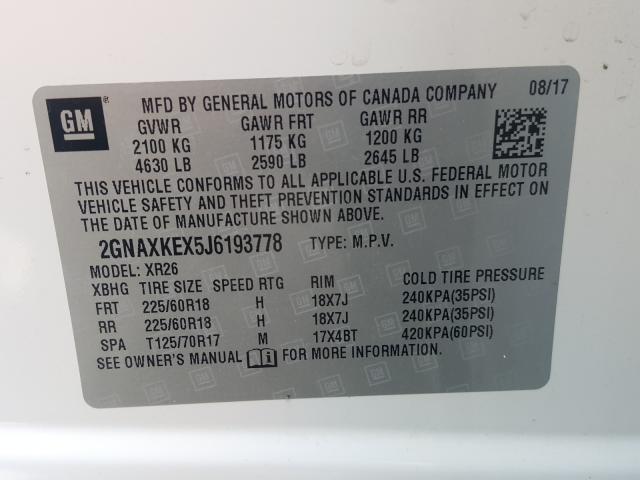 GM
MFD BY GENERAL MOTORS OF CANADA COMPANY 08/17
GVWR GAWR FRT GAWR RR
2100 KG 1175 KG 1200 KG
4630 LB 2590 LB 2645 LB
THIS VEHICLE CONFORMS TO ALL APPLICABLE U.S. FEDERAL MOTOR
VEHICLE SAFETY AND THEFT PREVENTION STANDARDS IN EFFECT ON
THE DATE OF MANUFACTURE SHOWN ABOVE.
2GNAXKEX5J6193778 TYPE: M.P.V.
MODEL: XR26
XBHG TIRE SIZE SPEED RTG RIM COLD TIRE PRESSURE
FRT 225/60R18 H 18X7J 240KPA(35PSI)
RR 225/60R18 H 18X7J 240KPA(35PSI)
SPA T125/70R17 M 17X4BT 420KPA(60PSI)
SEE OWNER'S MANUAL FOR MORE INFORMATION.